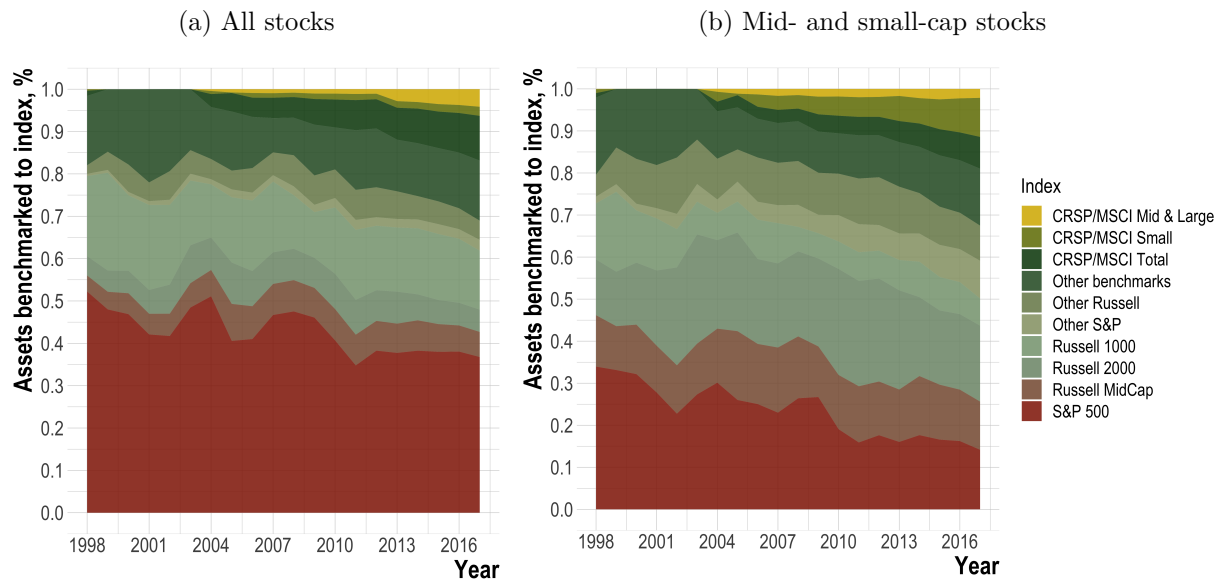 (a) All stocks
(b) Mid- and small-cap stocks
Assets benchmarked to index, %
1.0
0.9
0.8
0.7
0.6
0.5
0.4
0.3
0.2
0.1
0.0
1998 2001 2004 2007 2010 2013 2016
Year
Assets benchmarked to index, %
1.0
0.9
0.8
0.7
0.6
0.5
0.4
0.3
0.2
0.1
0.0
1998 2001 2004 2007 2010 2013 2016
Year
Index
CRSP/MSCI Mid & Large
CRSP/MSCI Small
CRSP/MSCI Total
Other benchmarks
Other Russell
Other S&P
Russell 1000
Russell 2000
Russell MidCap
S&P 500